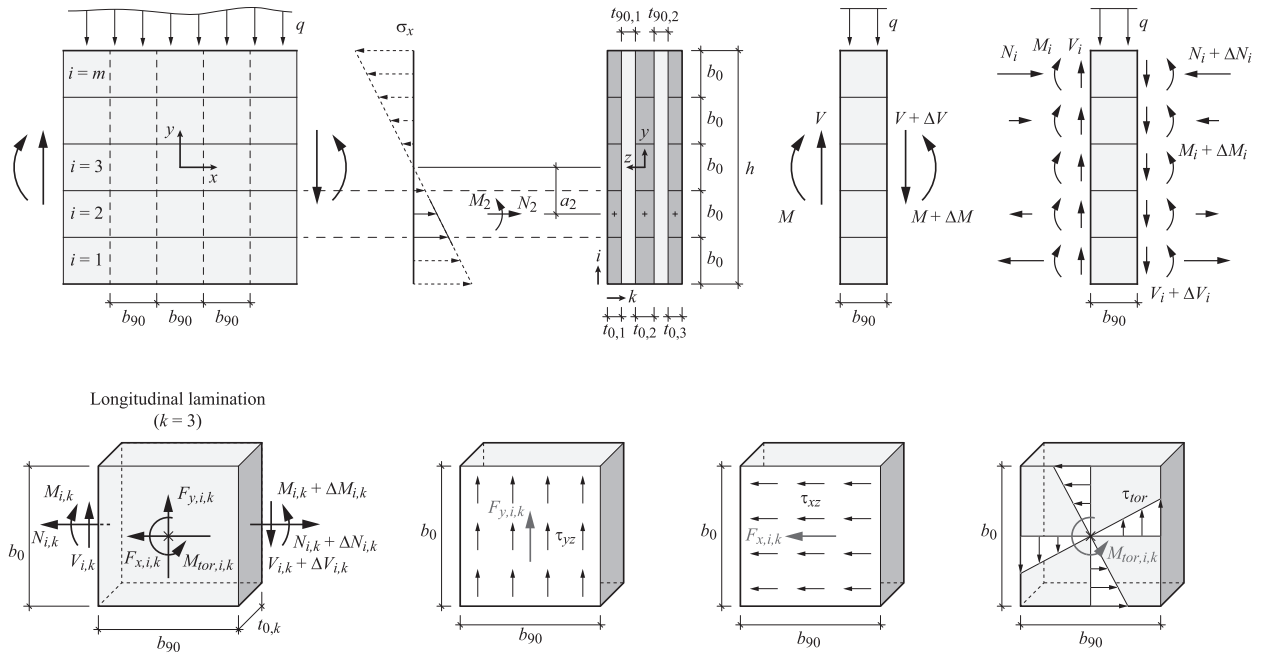 q
i = m
i = 3
i = 2
i = 1
y
x
b90 b90 b90
σx
M2 N2
a2
t90,1 t90,2
b0
b0
b0
b0
b0
h
y
z
i
k
t0,1 t0,2 t0,3
q
V V + ΔV
M M + ΔM
b90
q
Ni Mi Vi Ni + ΔNi
Mi + ΔMi
Vi + ΔVi
b90
Longitudinal lamination
(k = 3)
b0
Mi,k
Ni,k
Vi,k
Fy,i,k
Fx,i,k
Mtor,i,k
Mi,k + ΔMi,k
Ni,k + ΔNi,k
Vi,k + ΔVi,k
t0,k
b90
b0
Fy,i,k
τyz
b90
b0
τxz
Fx,i,k
b90
b0
τtor
Mtor,i,k
b90